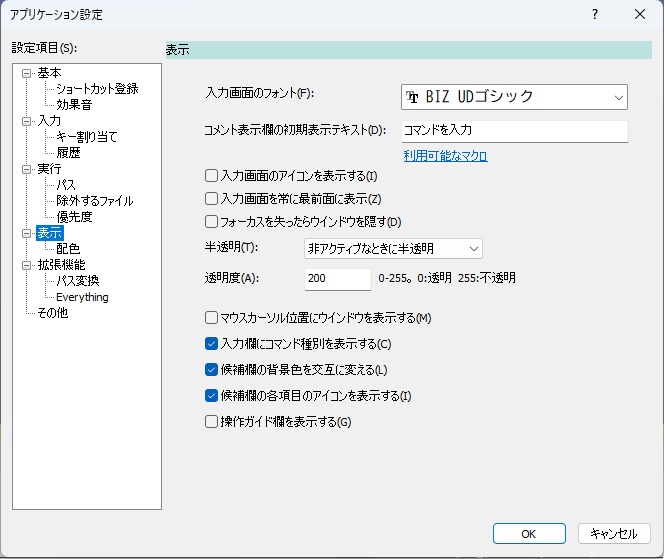 アプリケーション設定
?
設定項目(S):
基本
ショートカット登録
効果音
入力
キー割り当て
履歴
実行
パス
除外するファイル
優先度
表示
配色
拡張機能
パス変換
Everything
その他
表示
入力画面のフォント(F):
BIZ UDゴシック
コメント表示欄の初期表示テキスト(D):
コマンドを入力
利用可能なマクロ
入力画面のアイコンを表示する(I)
入力画面を常に最前面に表示(Z)
フォーカスを失ったらウインドウを隠す(D)
半透明(T):
非アクティブなときに半透明
透明度(A):
200
0-255。0:透明 255:不透明
マウスカーソル位置にウインドウを表示する(M)
入力欄にコマンド種別を表示する(C)
候補欄の背景色を交互に変える(L)
候補欄の各項目のアイコンを表示する(I)
操作ガイド欄を表示する(G)
OK
キャンセル